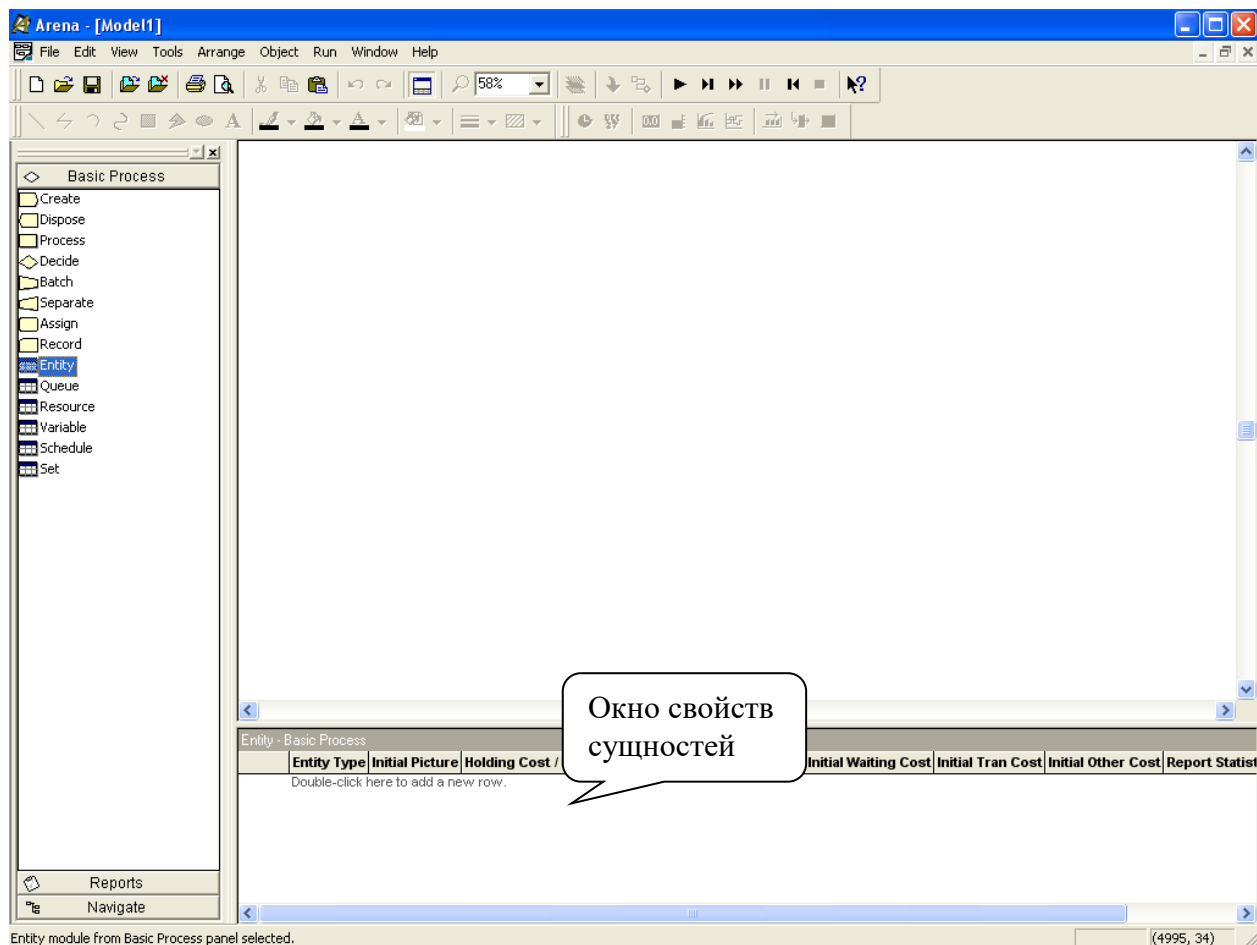 Arena - [Model1]
File Edit View Tools Arrange Object Run Window Help
58%
Basic Process
Create
Dispose
Process
Decide
Batch
Separate
Assign
Record
Entity
Queue
Resource
Variable
Schedule
Set
Reports
Navigate
Окно свойств
сущностей
Entity - Basic Process
Entity Type Initial Picture Holding Cost / Initial Waiting Cost Initial Tran Cost Initial Other Cost Report Statist
Double-click here to add a new row.
Entity module from Basic Process panel selected. (4995, 34)